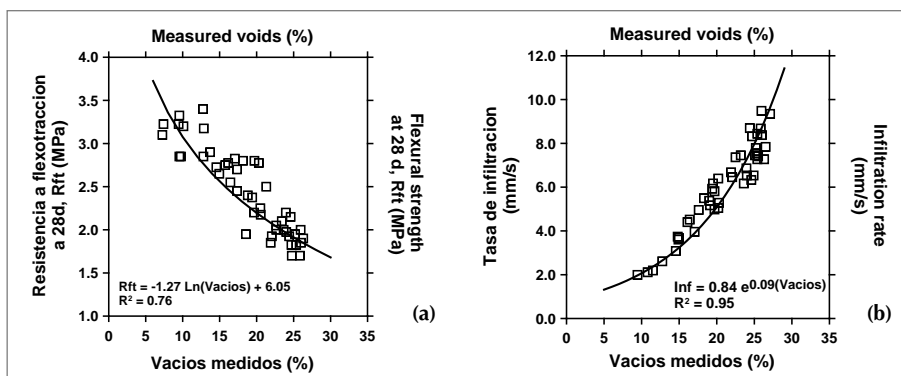 Measured voids (%)
4.0
3.5
3.0
2.5
2.0
1.5
1.0
Resistencia a flexotraccion
a 28d, Rft (MPa)
Flexural strength
at 28 d, Rft (MPa)
Rft = -1.27 Ln(Vacios) + 6.05
R² = 0.76
(a)
0 5 10 15 20 25 30 35
Vacios medidos (%)
Measured voids (%)
12.0
10.0
8.0
6.0
4.0
2.0
0.0
Tasa de infiltracion
mm/s)
Infiltration rate
(mm/s)
Inf = 0.84 e^0.09(Vacios)
R² = 0.95
(b)
0 5 10 15 20 25 30 35
Vacios medidos (%)